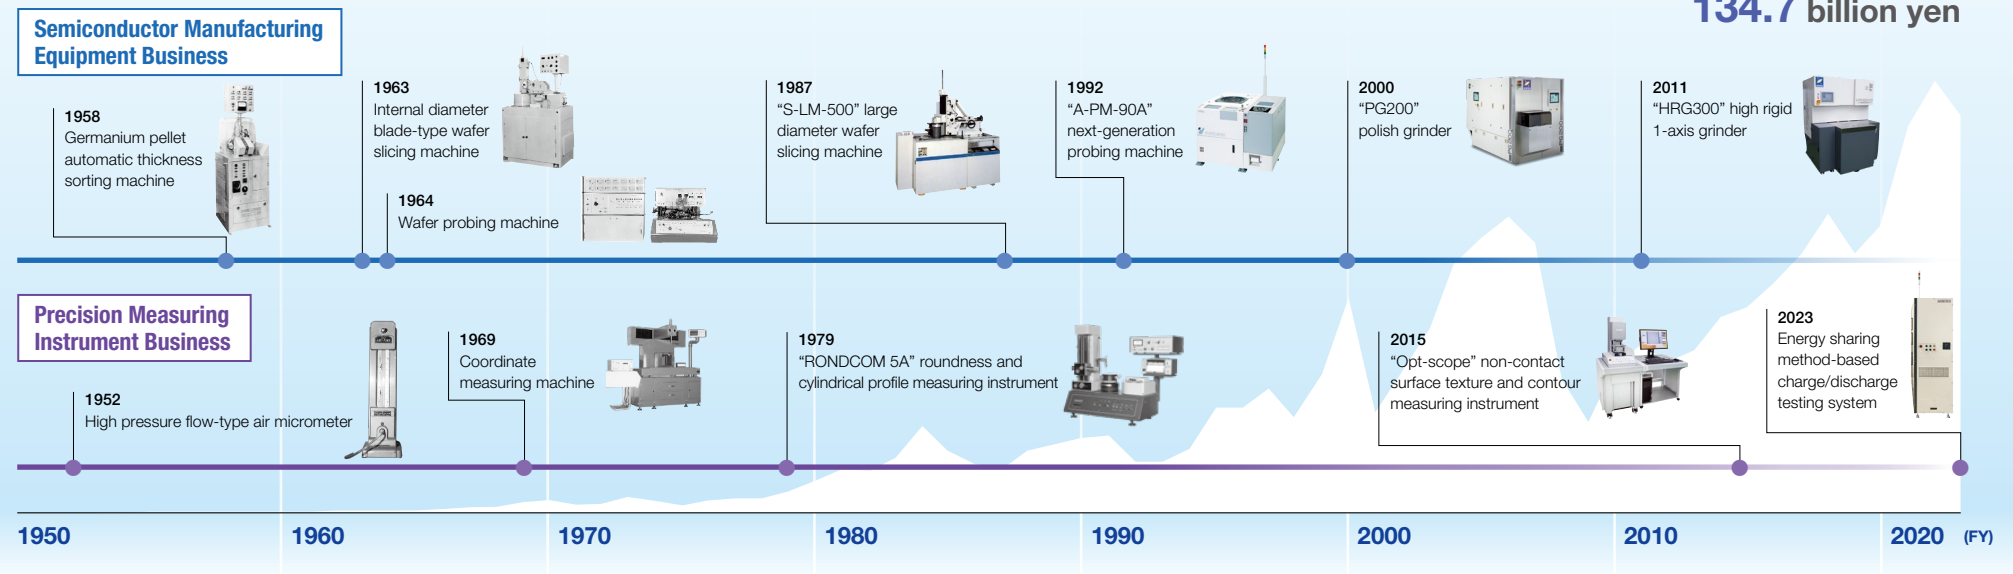 134.7 billion yen
Semiconductor Manufacturing
Equipment Business
1958
Germanium pellet
automatic thickness
sorting machine
1963
Internal diameter
blade-type wafer
slicing machine
1964
Wafer probing machine
1987
“S-LM-500” large
diameter wafer
slicing machine
1992
“A-PM-90A”
next-generation
probing machine
2000
“PG200”
polish grinder
2011
“HRG300” high rigid
1-axis grinder
Precision Measuring
Instrument Business
1952
High pressure flow-type air micrometer
1969
Coordinate
measuring machine
1979
“RONDCOM 5A” roundness and
cylindrical profile measuring instrument
2015
“Opt-scope” non-contact
surface texture and contour
measuring instrument
2023
Energy sharing
method-based
charge/discharge
testing system
1950 1960 1970 1980 1990 2000 2010 2020 (FY)